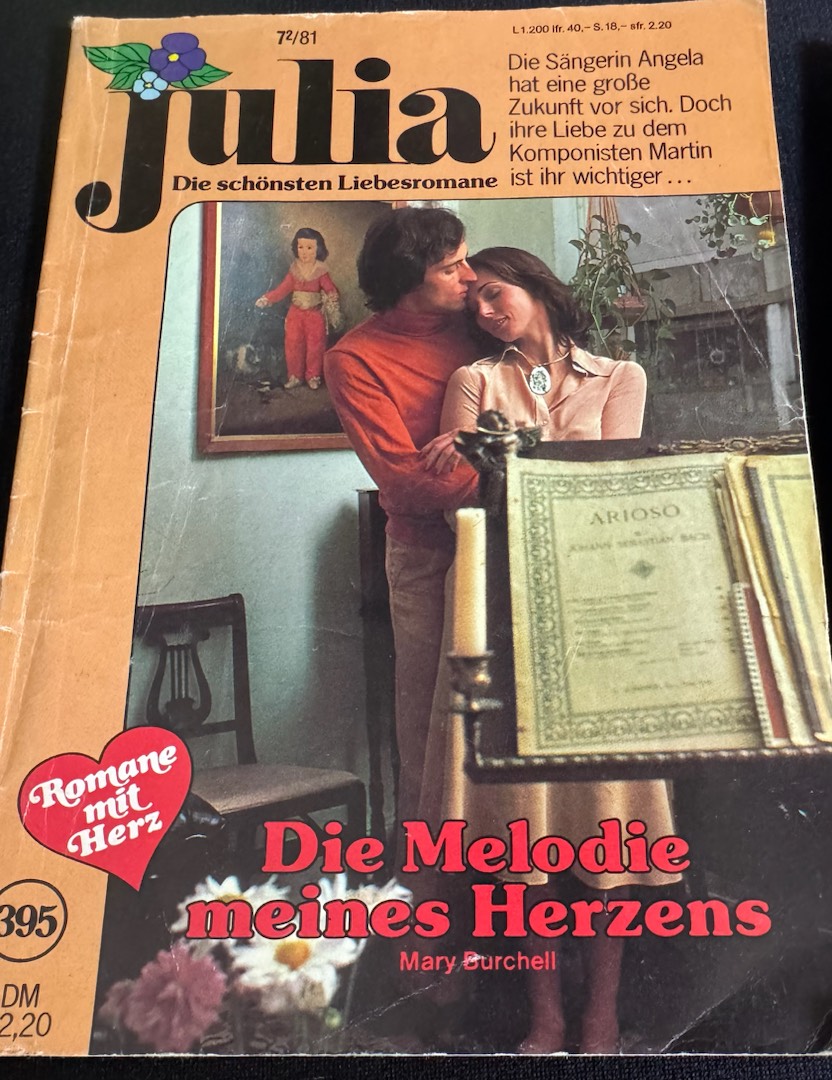 7²/81
L 1.200 lfr. 40,– S. 18,– sfr. 2.20
julia
Die schönsten Liebesromane
Die Sängerin Angela
hat eine große
Zukunft vor sich. Doch
ihre Liebe zu dem
Komponisten Martin
ist ihr wichtiger ...
ARIOSO
JOHANN SEBASTIAN BACH
Romane
mit
Herz
Die Melodie
meines Herzens
Mary Burchell
395
DM
2,20